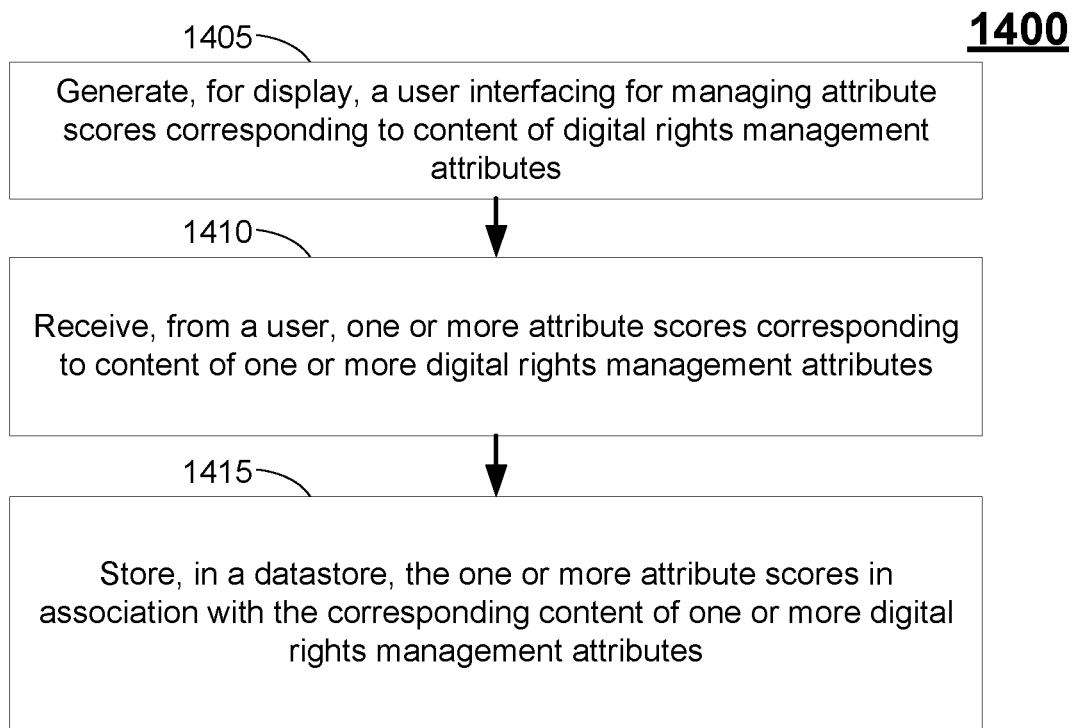 1400
1405
Generate, for display, a user interfacing for managing attribute
scores corresponding to content of digital rights management
attributes
1410
Receive, from a user, one or more attribute scores corresponding
to content of one or more digital rights management attributes
1415
Store, in a datastore, the one or more attribute scores in
association with the corresponding content of one or more digital
rights management attributes